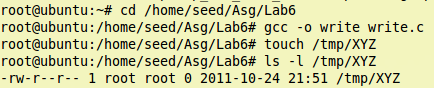 root@ubuntu:~# cd /home/seed/Asg/Lab6
root@ubuntu:/home/seed/Asg/Lab6# gcc -o write write.c
root@ubuntu:/home/seed/Asg/Lab6# touch /tmp/XYZ
root@ubuntu:/home/seed/Asg/Lab6# ls -l /tmp/XYZ
-rw-r--r-- 1 root root 0 2011-10-24 21:51 /tmp/XYZ